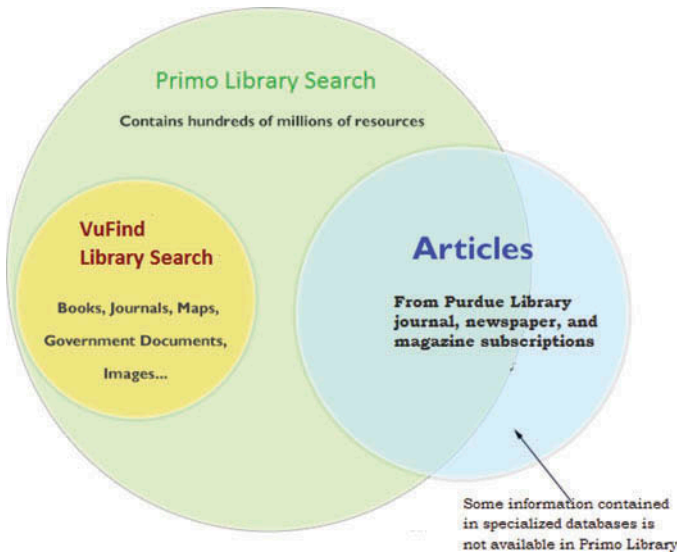 Primo Library Search
Contains hundreds of millions of resources
VuFind
Library Search
Books, Journals, Maps,
Government Documents,
Images...
Articles
From Purdue Library
journal, newspaper, and
magazine subscriptions
Some information contained
in specialized databases is
not available in Primo Library